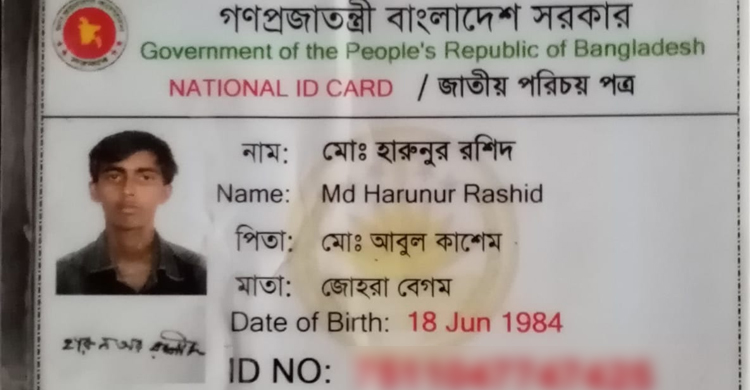 গণপ্রজাতন্ত্রী বাংলাদেশ সরকার
Government of the People's Republic of Bangladesh
NATIONAL ID CARD / জাতীয় পরিচয় পত্র
নাম: মোঃ হারুনুর রশিদ
Name: Md Harunur Rashid
পিতা: মোঃ আবুল কাশেম
মাতা: জোহরা বেগম
Date of Birth: 18 Jun 1984
ID NO: